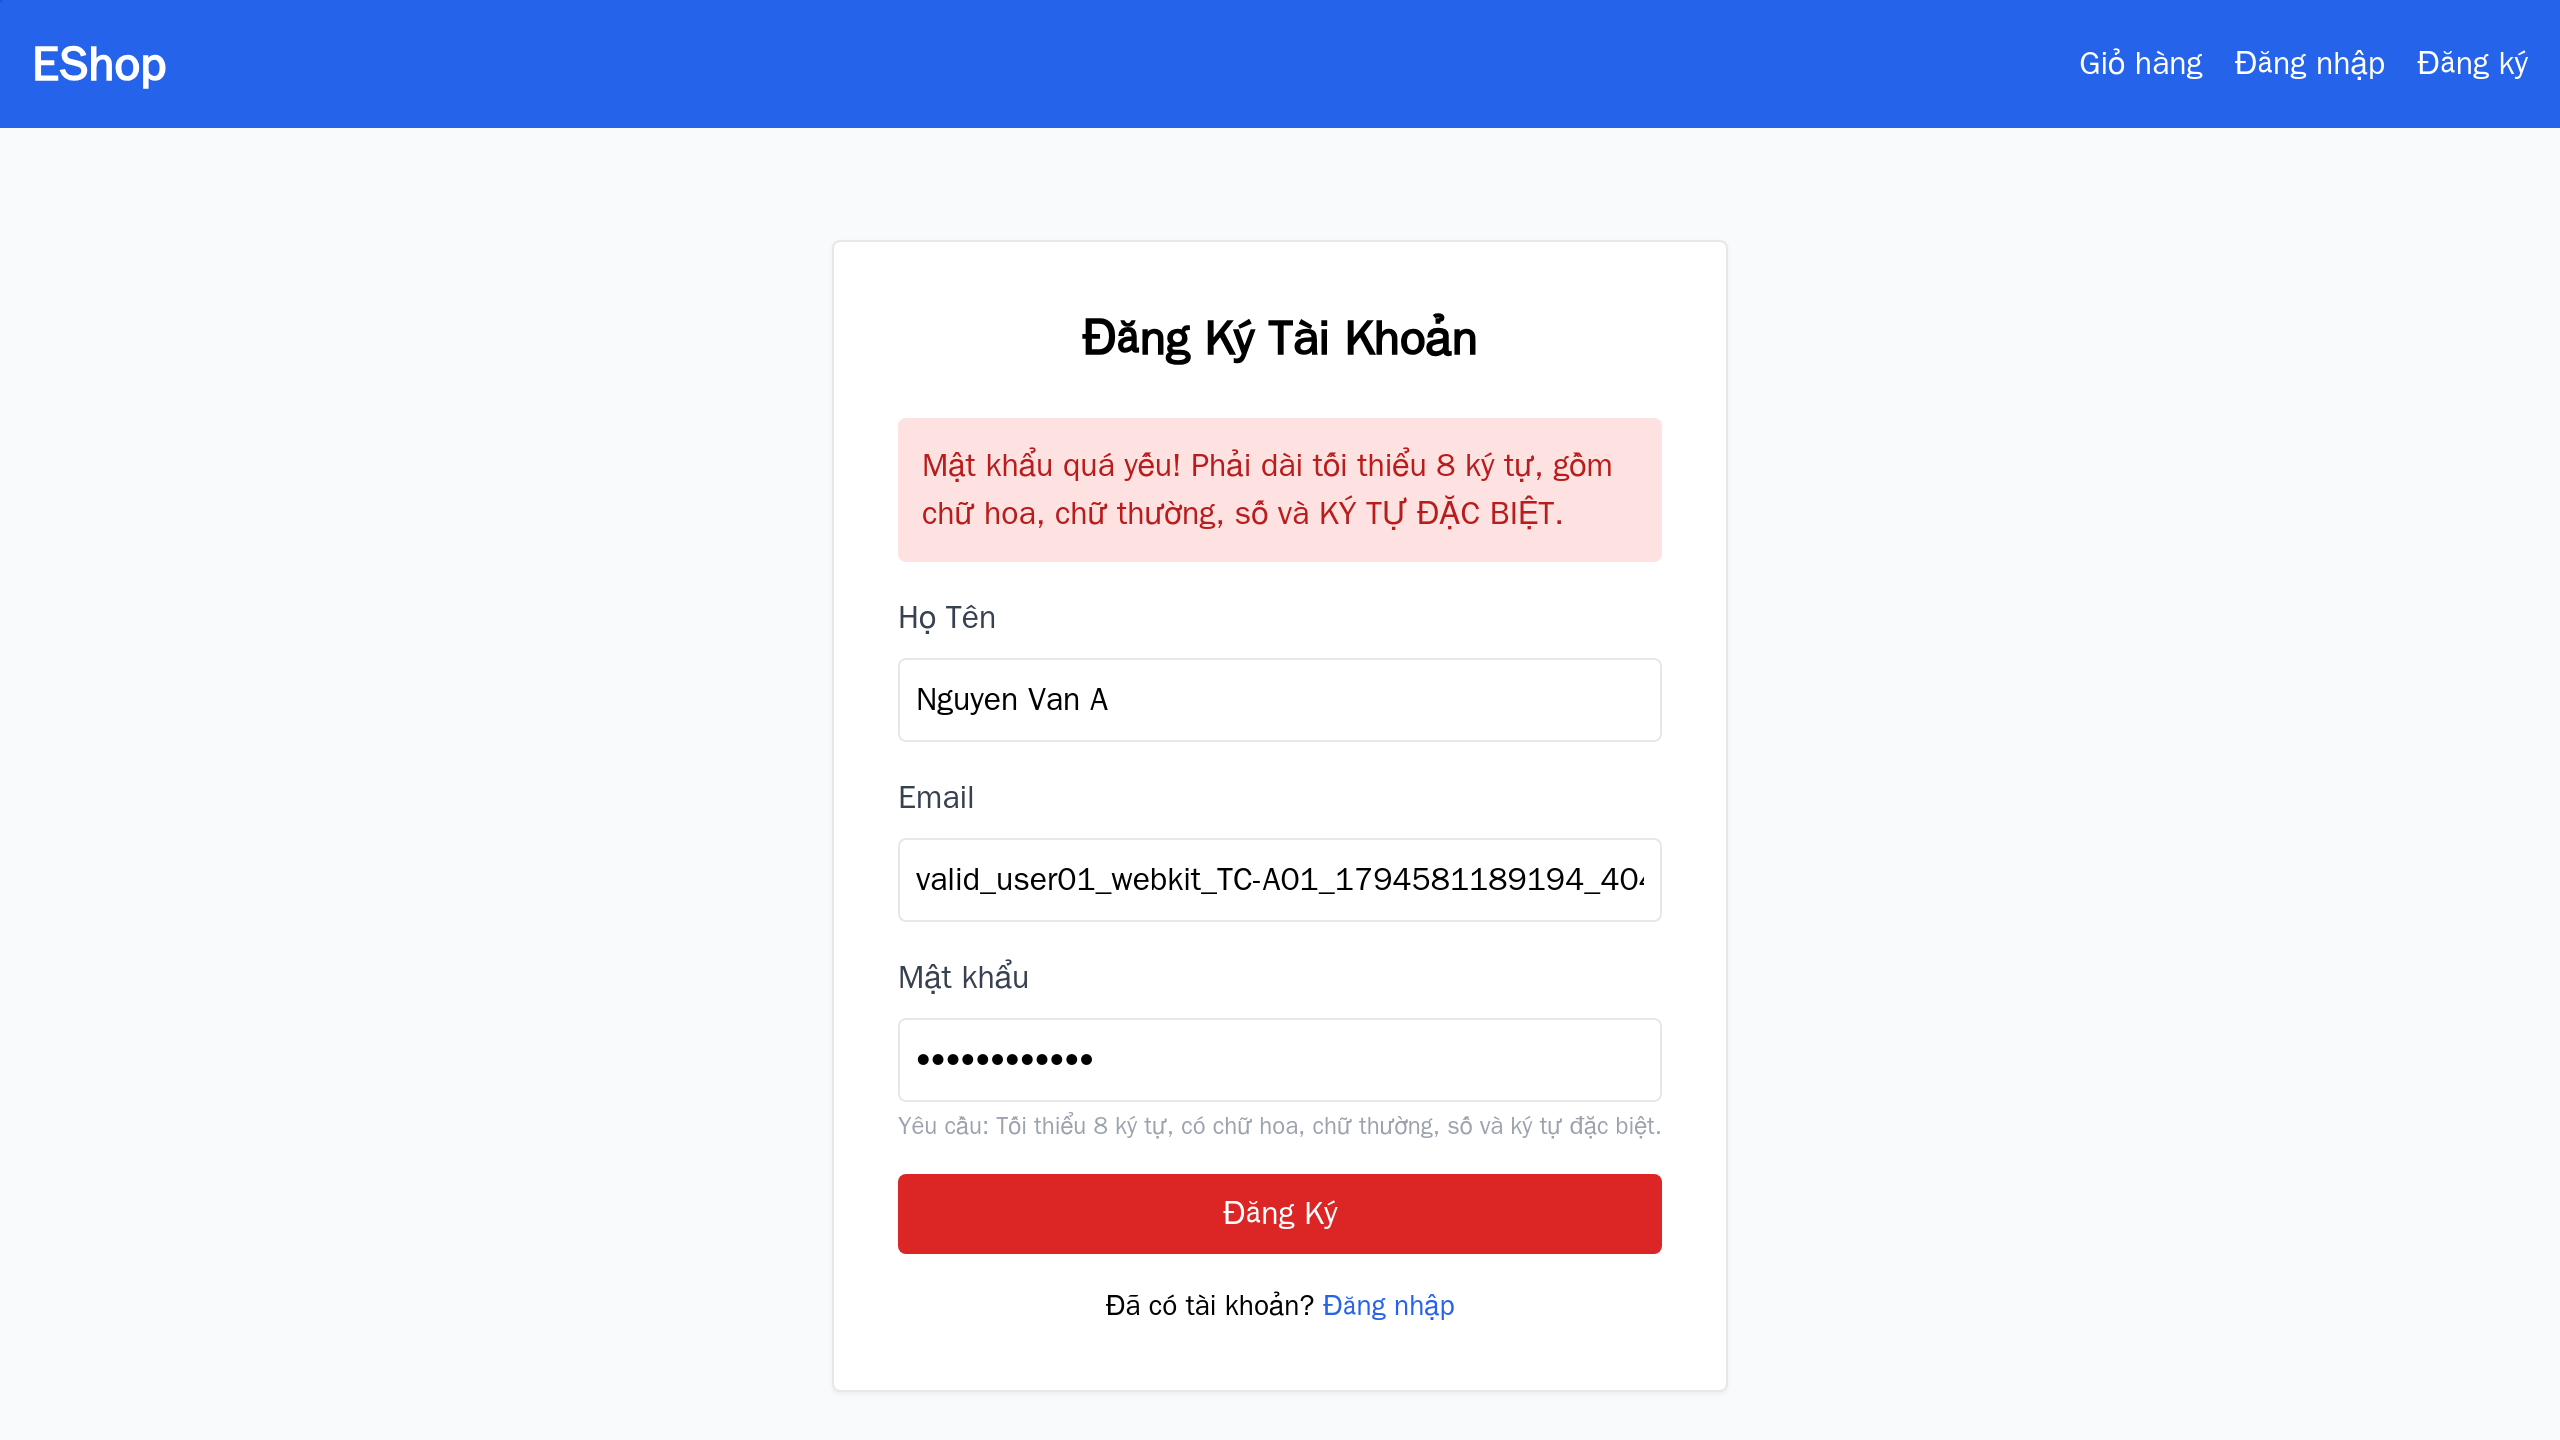 EShop
Giỏ hàng
Đăng nhập
Đăng ký
Đăng Ký Tài Khoản
Mật khẩu quá yếu! Phải dài tối thiểu 8 ký tự, gồm
chữ hoa, chữ thường, số và KÝ TỰ ĐẶC BIỆT.
Họ Tên
Nguyen Van A
Email
valid_user01_webkit_TC-A01_1794581189194_404
Mật khẩu
••••••••••••
Yêu cầu: Tối thiểu 8 ký tự, có chữ hoa, chữ thường, số và ký tự đặc biệt.
Đăng Ký
Đã có tài khoản? Đăng nhập